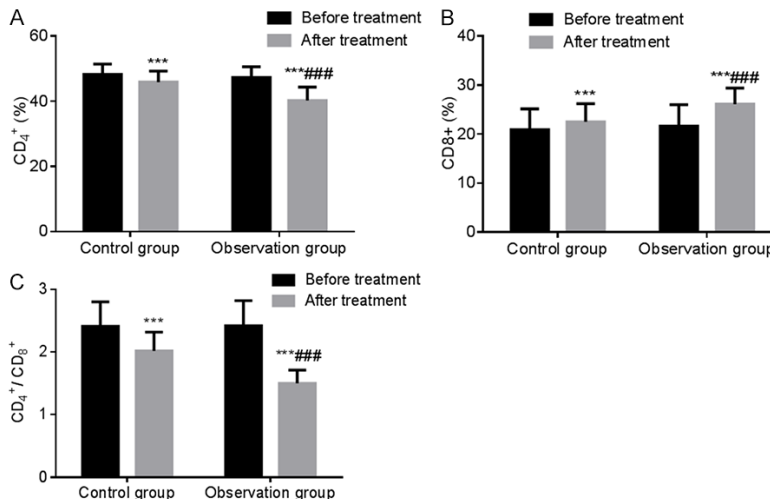 A
Before treatment
After treatment
CD₄⁺ (%)
60
40
20
0
***
***###
Control group
Observation group
B
Before treatment
After treatment
CD8+ (%)
40
30
20
10
0
***
***###
Control group
Observation group
C
Before treatment
After treatment
CD₄⁺/ CD₈⁺
3
2
1
0
***
***###
Control group
Observation group